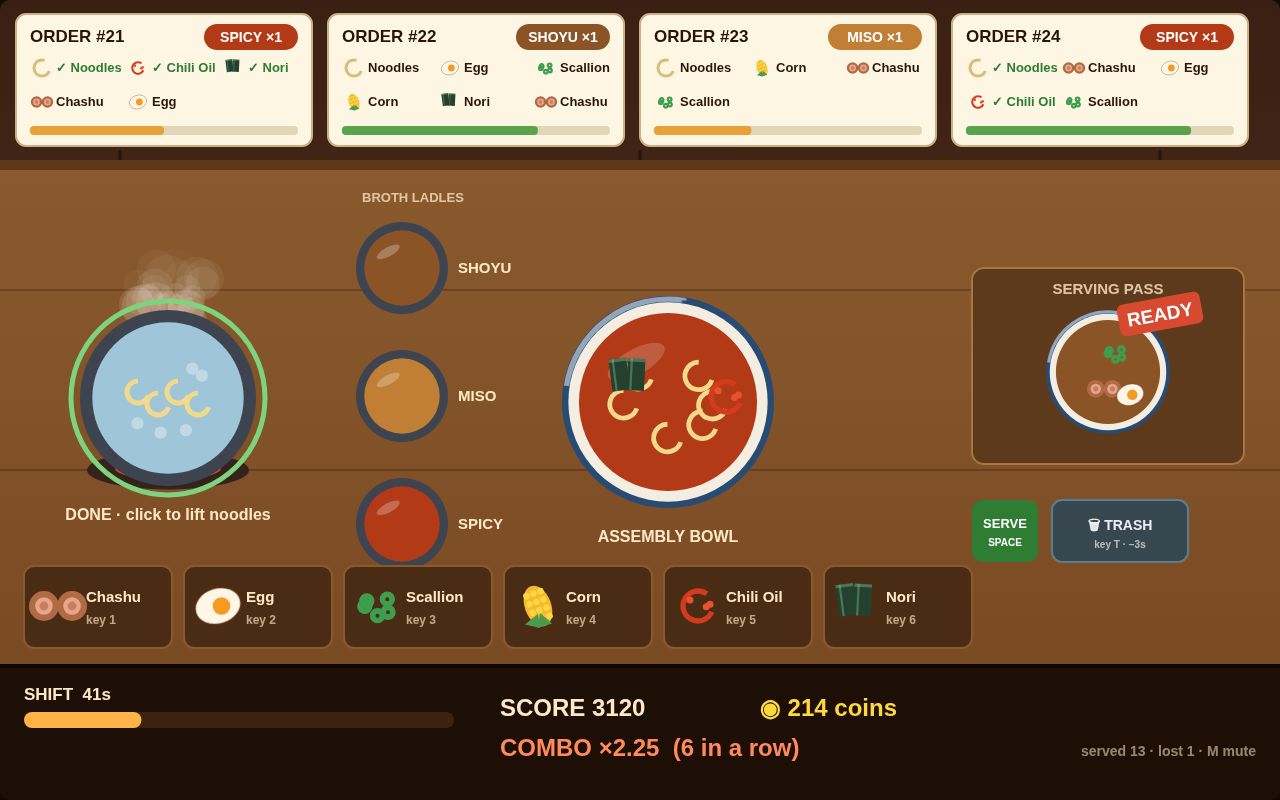 ORDER #21 SPICY ×1
✓ Noodles ✓ Chili Oil ✓ Nori
Chashu Egg
ORDER #22 SHOYU ×1
Noodles Egg Scallion
Corn Nori Chashu
ORDER #23 MISO ×1
Noodles Corn Chashu
Scallion
ORDER #24 SPICY ×1
✓ Noodles Chashu Egg
✓ Chili Oil Scallion
BROTH LADLES
SHOYU
MISO
SPICY
DONE · click to lift noodles
ASSEMBLY BOWL
SERVING PASS
READY
SERVE
SPACE
TRASH
key T · −3s
Chashu
key 1
Egg
key 2
Scallion
key 3
Corn
key 4
Chili Oil
key 5
Nori
key 6
SHIFT 41s
SCORE 3120
◉ 214 coins
COMBO ×2.25 (6 in a row)
served 13 · lost 1 · M mute